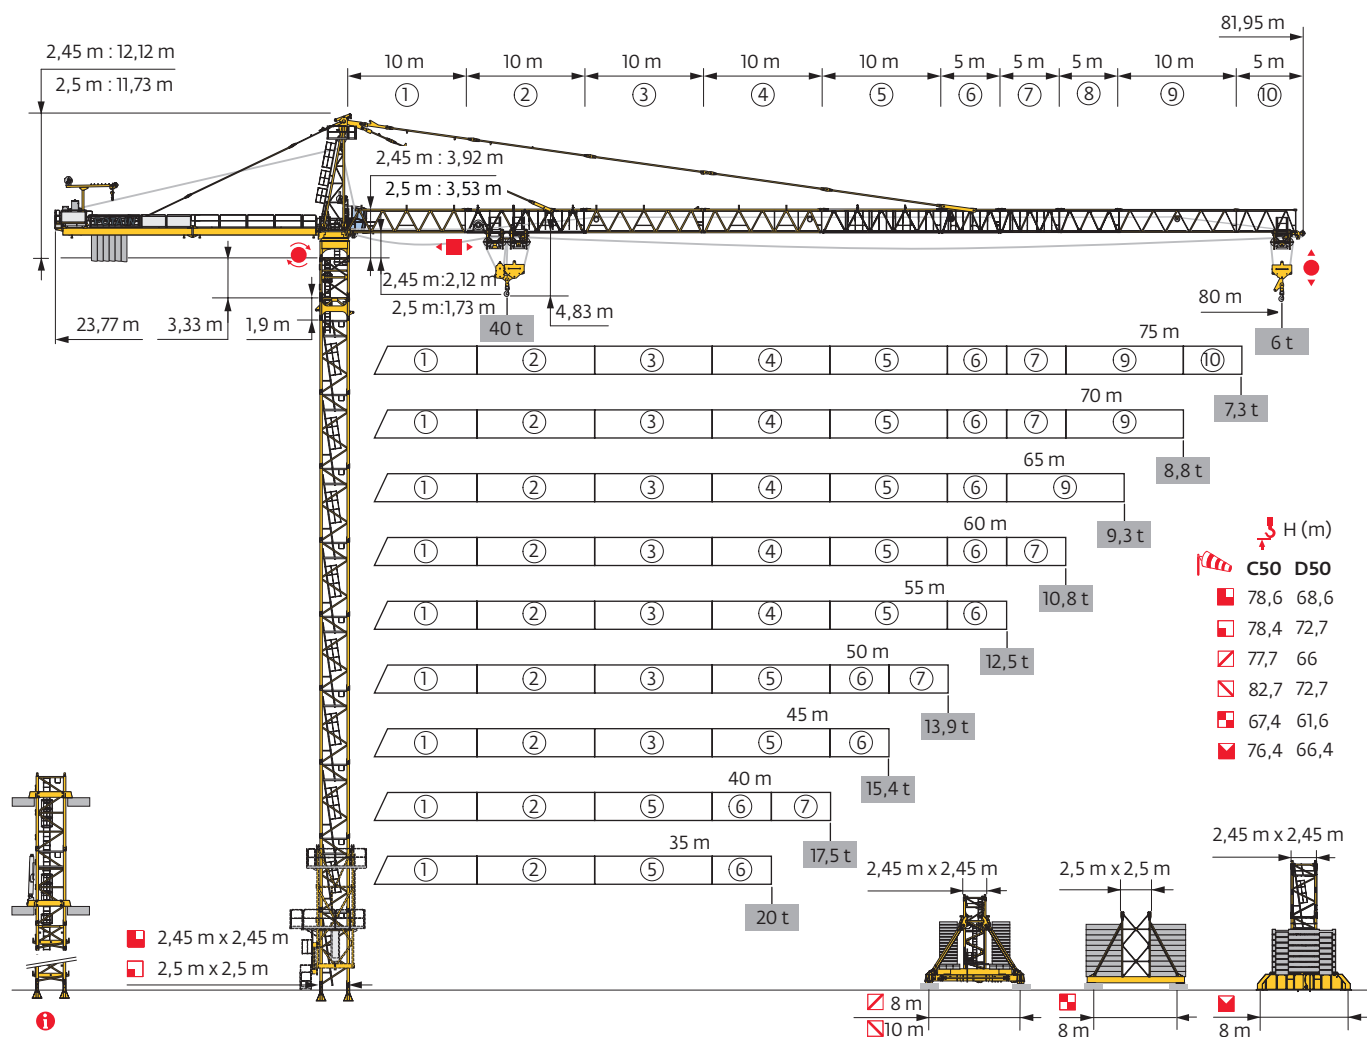 81,95 m
2,45 m : 12,12 m
2,5 m : 11,73 m
10 m 10 m 10 m 10 m 10 m 5 m 5 m 5 m 10 m 5 m
① ② ③ ④ ⑤ ⑥ ⑦ ⑧ ⑨ ⑩
2,45 m : 3,92 m
2,5 m : 3,53 m
2,45 m:2,12 m
2,5 m:1,73 m
4,83 m
23,77 m 3,33 m 1,9 m
80 m
40 t
6 t
75 m
① ② ③ ④ ⑤ ⑥ ⑦ ⑨ ⑩
7,3 t
70 m
① ② ③ ④ ⑤ ⑥ ⑦ ⑨
8,8 t
65 m
① ② ③ ④ ⑤ ⑥ ⑨
9,3 t
60 m
① ② ③ ④ ⑤ ⑥ ⑦
10,8 t
55 m
① ② ③ ④ ⑤ ⑥
12,5 t
50 m
① ② ③ ⑤ ⑥ ⑦
13,9 t
45 m
① ② ③ ⑤ ⑥
15,4 t
40 m
① ② ⑤ ⑥ ⑦
17,5 t
35 m
① ② ⑤ ⑥
20 t
H (m)
C50 D50
78,6 68,6
78,4 72,7
77,7 66
82,7 72,7
67,4 61,6
76,4 66,4
2,45 m x 2,45 m
2,5 m x 2,5 m
i
2,45 m x 2,45 m
8 m
10 m
2,5 m x 2,5 m
8 m
2,45 m x 2,45 m
8 m